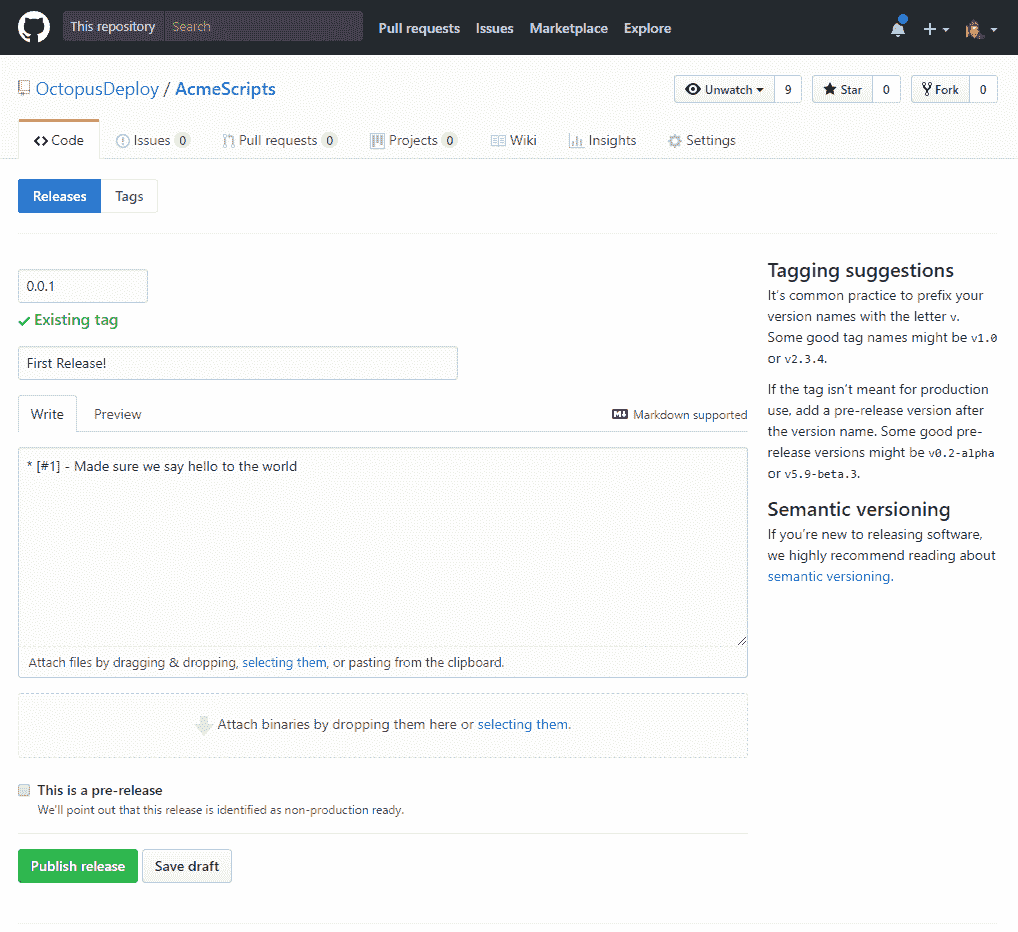 This repository Search Pull requests Issues Marketplace Explore
OctopusDeploy / AcmeScripts
Unwatch 9 Star 0 Fork 0
Code Issues 0 Pull requests 0 Projects 0 Wiki Insights Settings
Releases Tags
0.0.1
Existing tag
First Release!
Write Preview
Markdown supported
* [#1] - Made sure we say hello to the world
Attach files by dragging & dropping, selecting them, or pasting from the clipboard.
Attach binaries by dropping them here or selecting them.
This is a pre-release
We'll point out that this release is identified as non-production ready.
Publish release Save draft
Tagging suggestions
It's common practice to prefix your
version names with the letter v.
Some good tag names might be v1.0
or v2.3.4.
If the tag isn't meant for production
use, add a pre-release version after
the version name. Some good pre-
release versions might be v0.2-alpha
or v5.9-beta.3.
Semantic versioning
If you're new to releasing software,
we highly recommend reading about
semantic versioning.